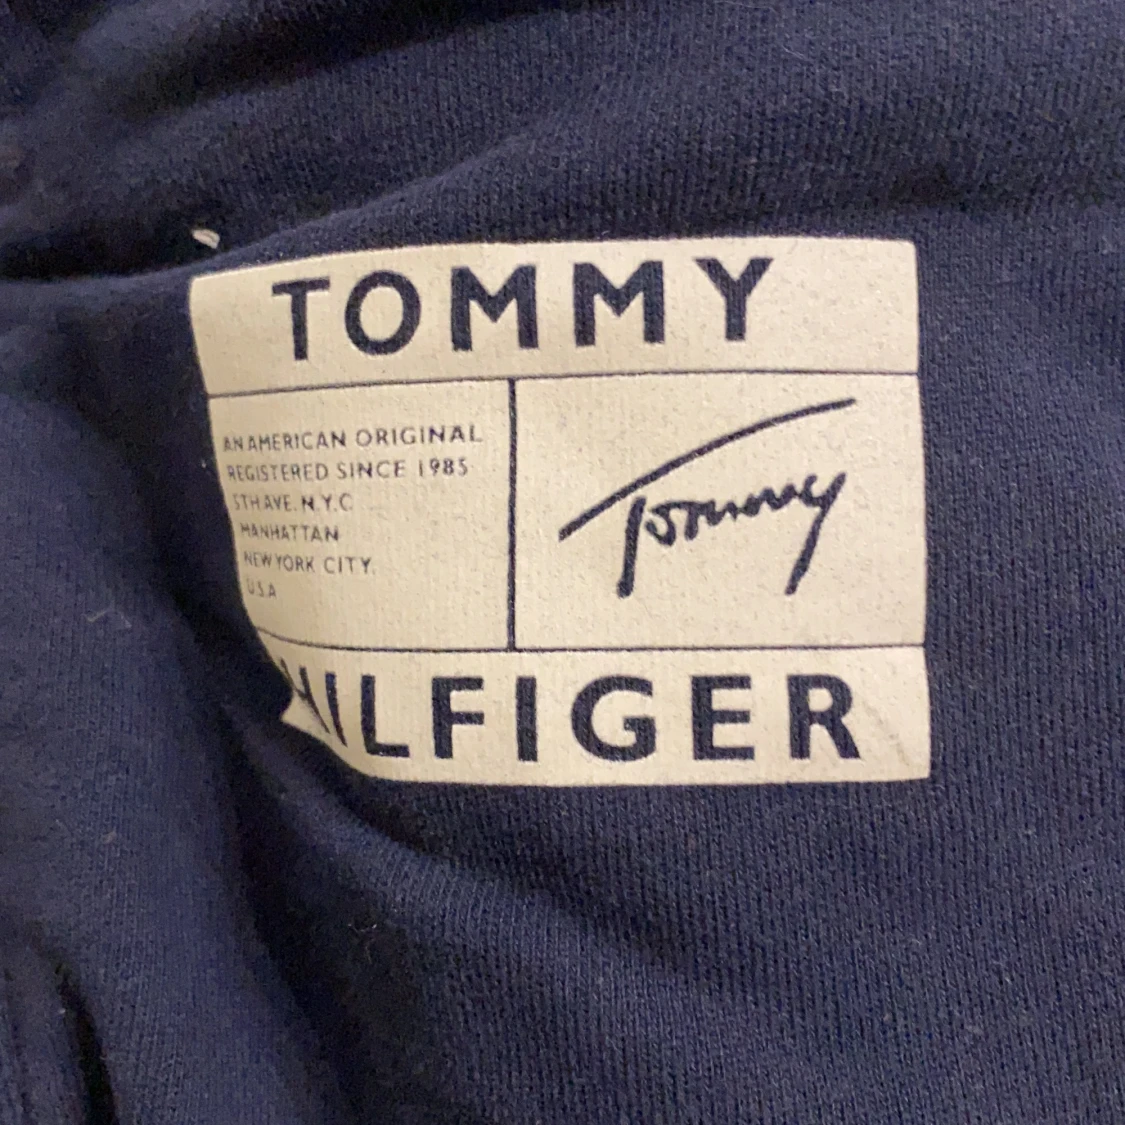 TOMMY
AN AMERICAN ORIGINAL
REGISTERED SINCE 1985
5TH AVE. N.Y.C
MANHATTAN
NEW YORK CITY.
U.S.A
Tommy
HILFIGER